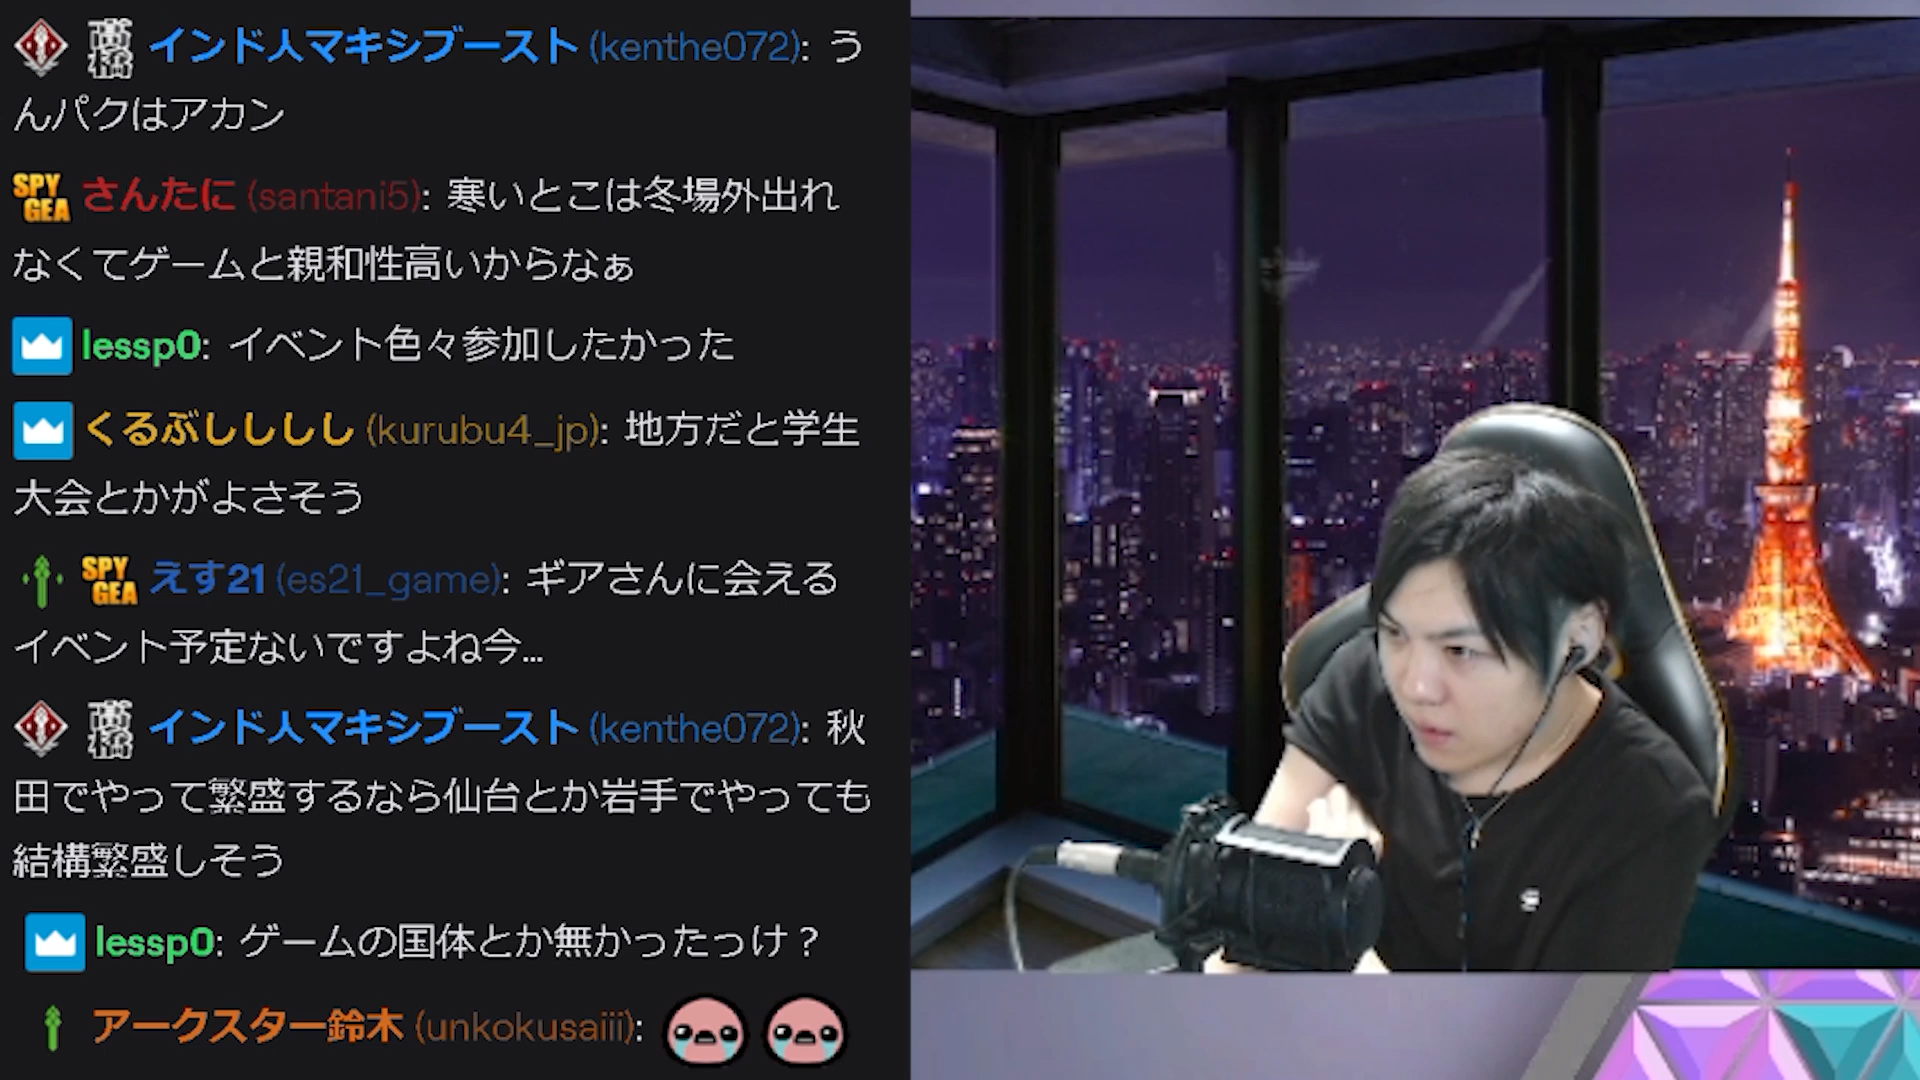 高橋 インド人マキシブースト (kenthe072): う
んパクはアカン
SPY GEA さんたに (santani5): 寒いとこは冬場外出れ
なくてゲームと親和性高いからなぁ
lessp0: イベント色々参加したかった
くるぶしししし (kurubu4_jp): 地方だと学生
大会とかがよさそう
SPY GEA えす21 (es21_game): ギアさんに会える
イベント予定ないですよね今...
高橋 インド人マキシブースト (kenthe072): 秋
田でやって繁盛するなら仙台とか岩手でやっても
結構繁盛しそう
lessp0: ゲームの国体とか無かったっけ？
アークスター鈴木 (unkokusaiii):